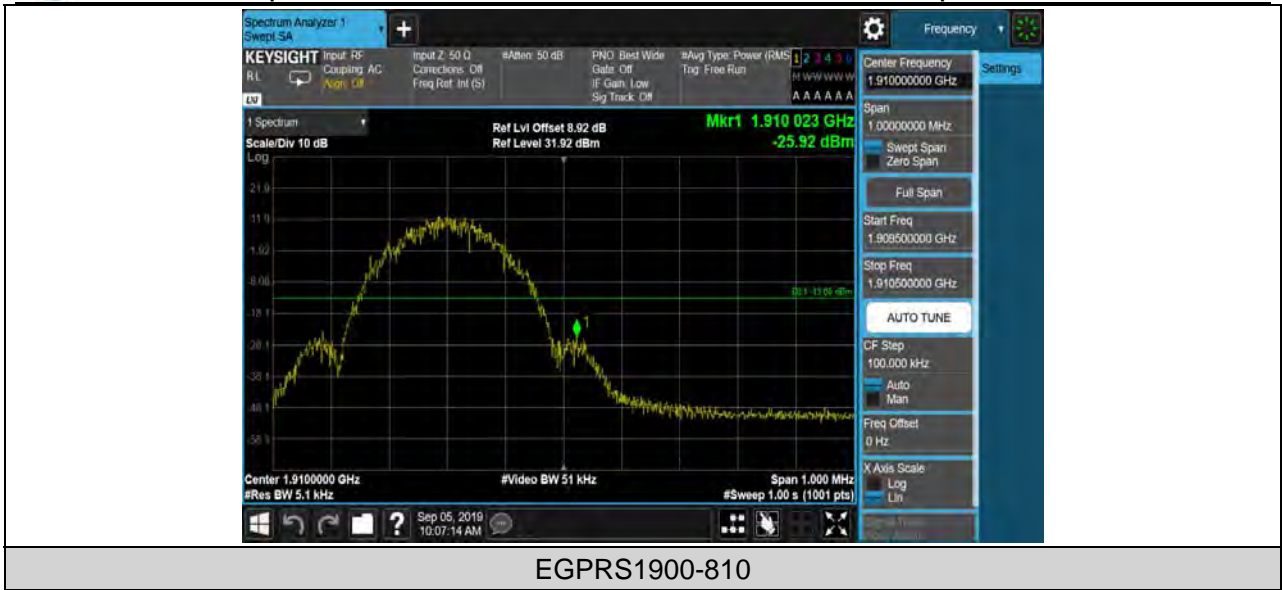 Spectrum Analyzer 1
Swept SA
+
Frequency
KEYSIGHT
RL
LXI
Input: RF
Coupling: AC
Align: Off
Input Z: 50 Ω
Corrections: Off
Freq Ref: Int (S)
#Atten: 50 dB
PNO: Best Wide
Gate: Off
IF Gain: Low
Sig Track: Off
#Avg Type: Power (RMS
Trig: Free Run
1 2 3 4 5 6
M W W W W W
A A A A A A
Center Frequency
1.910000000 GHz
Settings
1 Spectrum
Scale/Div 10 dB
Log
Ref Lvl Offset 8.92 dB
Ref Level 31.92 dBm
Mkr1 1.910 023 GHz
-25.92 dBm
Span
1.00000000 MHz
Swept Span
Zero Span
Full Span
Start Freq
1.909500000 GHz
Stop Freq
1.910500000 GHz
AUTO TUNE
CF Step
100.000 kHz
Auto
Man
Freq Offset
0 Hz
X Axis Scale
Log
Lin
21.9
11.9
1.92
-8.08
-18.1
-28.1
-38.1
-48.1
-58.1
DL1 -13.00 dBm
1
Center 1.9100000 GHz
#Res BW 5.1 kHz
#Video BW 51 kHz
Span 1.000 MHz
#Sweep 1.00 s (1001 pts)
?
Sep 05, 2019
10:07:14 AM
EGPRS1900-810